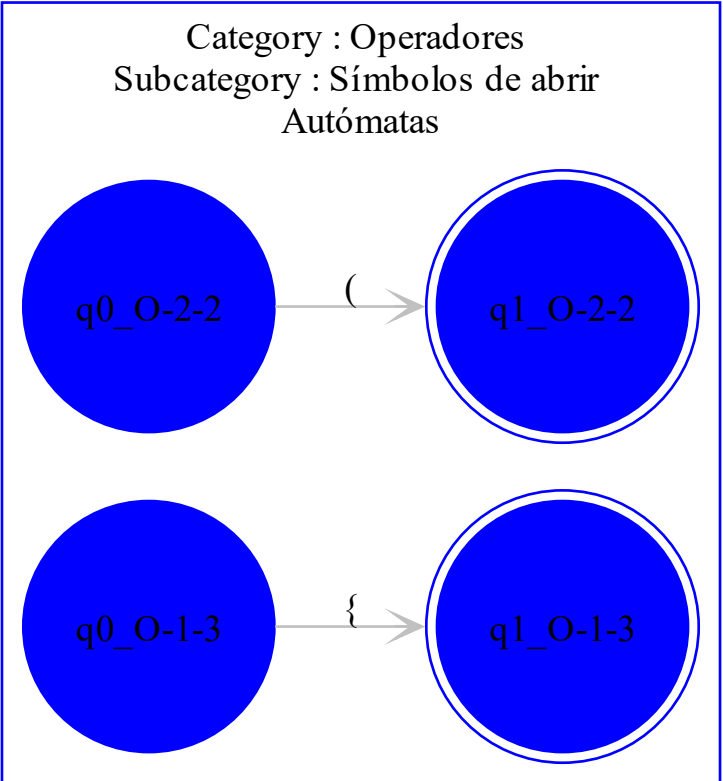 Category : Operadores
Subcategory : Símbolos de abrir
Autómatas
q0_O-2-2
(
q1_O-2-2
q0_O-1-3
{
q1_O-1-3